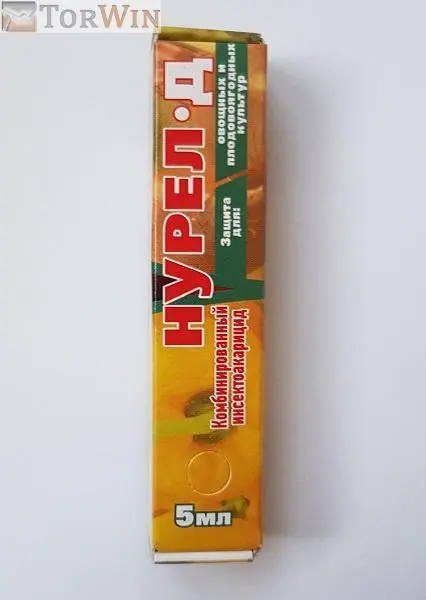 TORWIN
НУРЕЛ·Д
Комбинированный
инсектоакарицид
Защита
для:
овощных и
плодовоягодных
культур
5мл